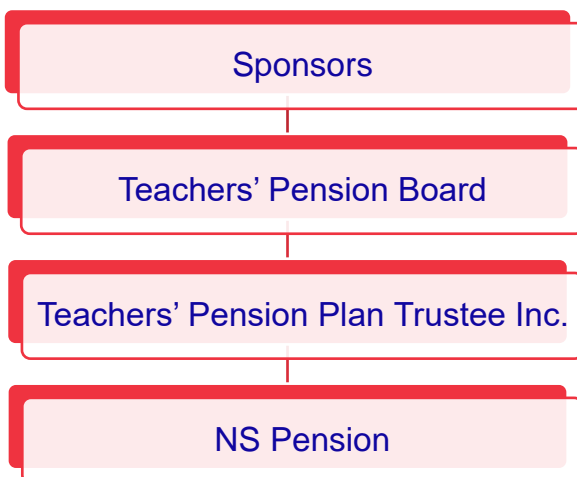 Sponsors
Teachers’ Pension Board
Teachers’ Pension Plan Trustee Inc.
NS Pension